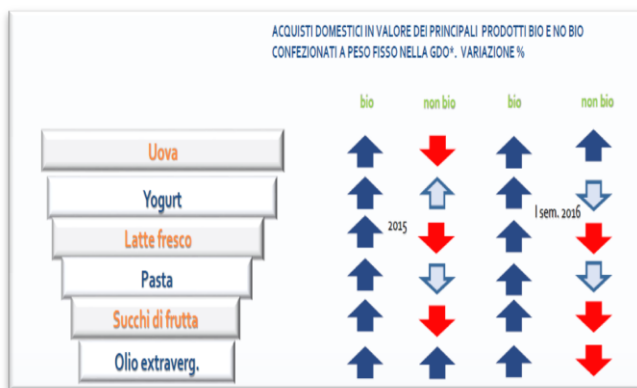 ACQUISTI DOMESTICI IN VALORE DEI PRINCIPALI PRODOTTI BIO E NO BIO
CONFEZIONATI A PESO FISSO NELLA GDO*. VARIAZIONE %
bio non bio bio non bio
Uova
Yogurt
2015 I sem. 2016
Latte fresco
Pasta
Succhi di frutta
Olio extraverg.